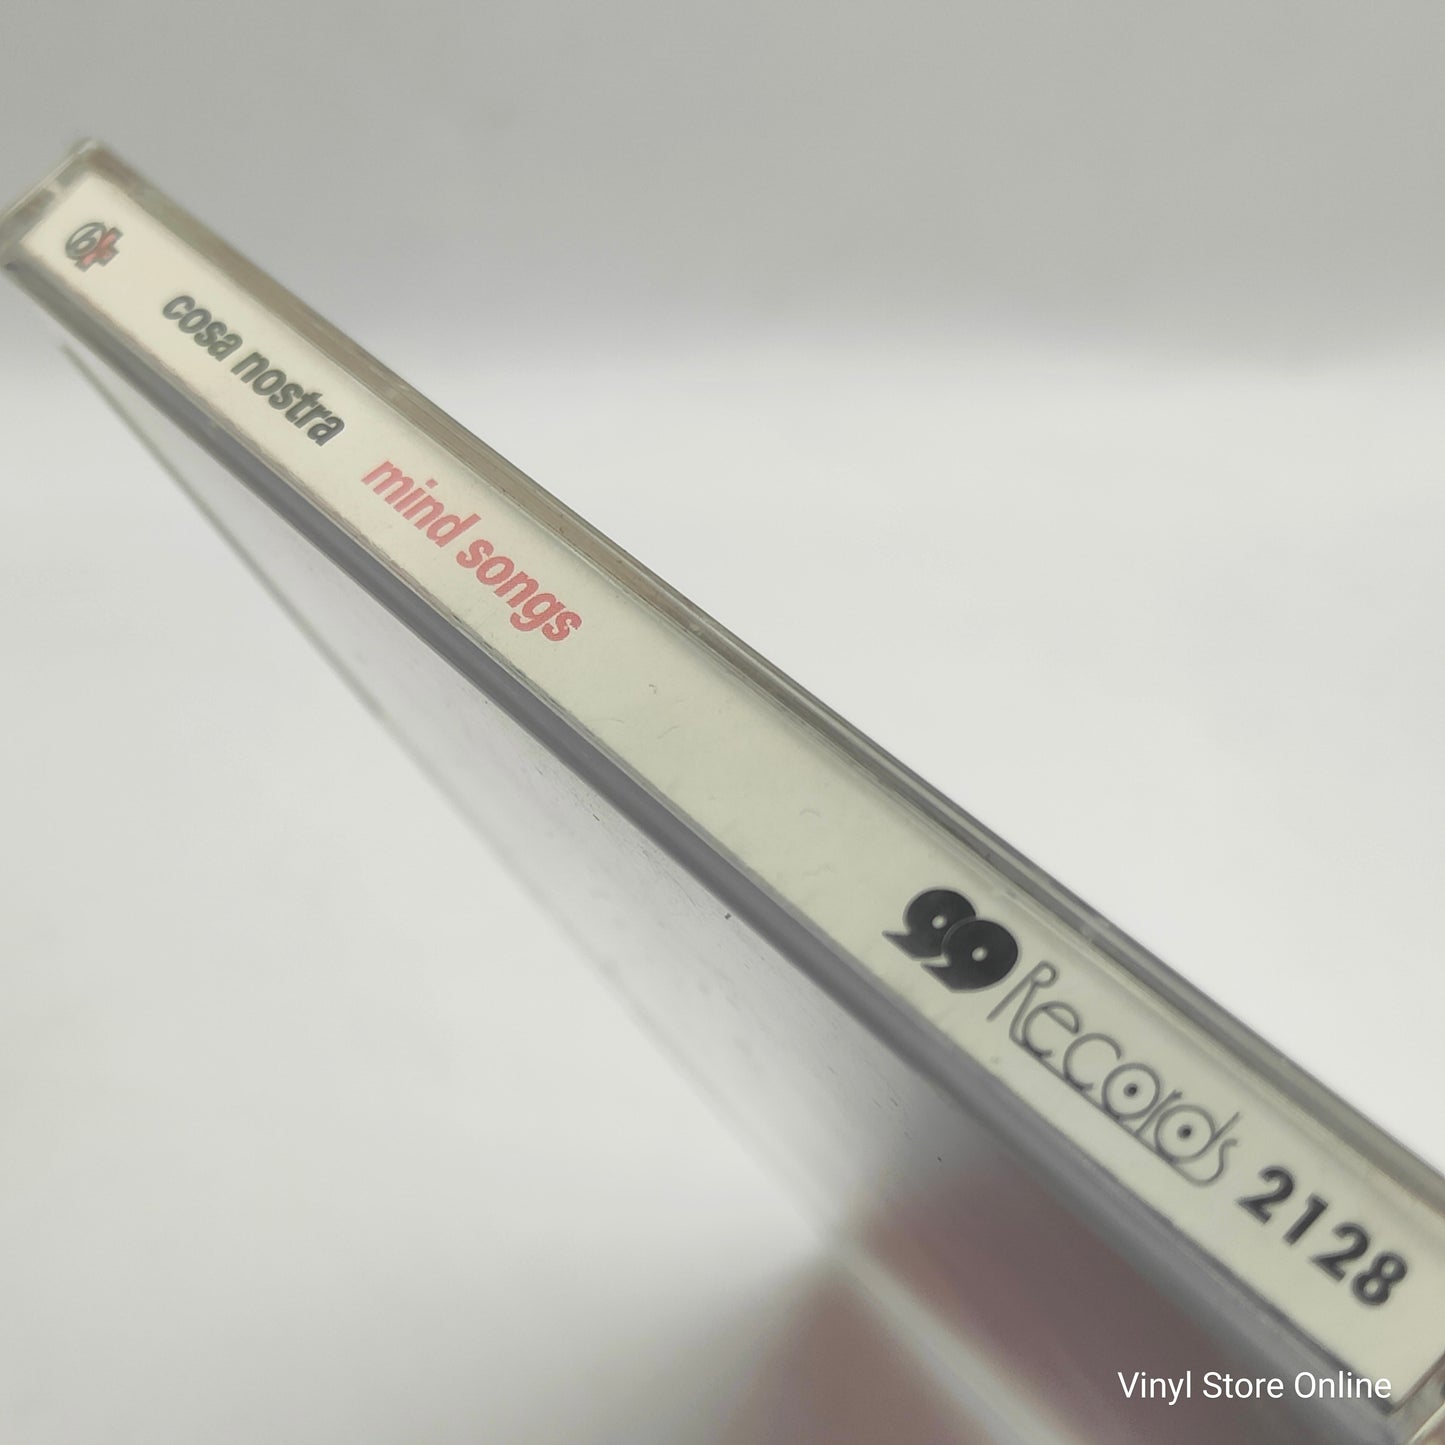 cosa nostra mind songs 99 Records 2128
Vinyl Store Online